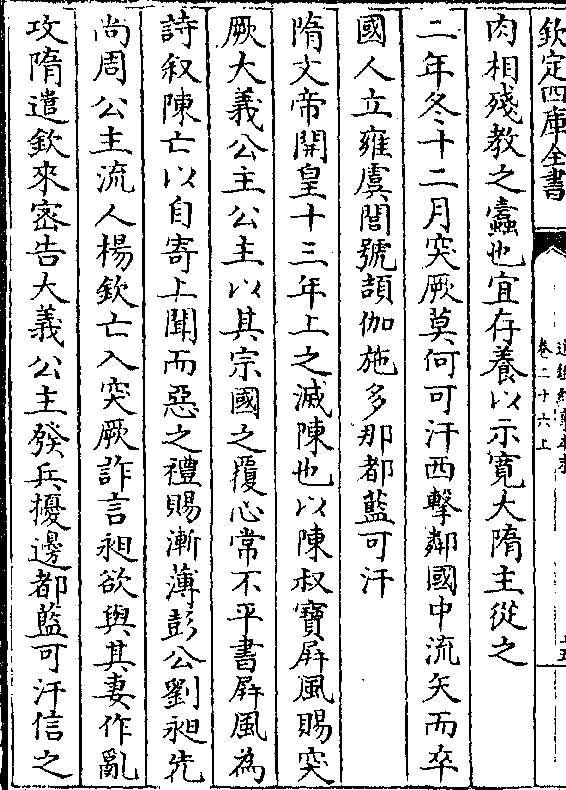 欽定四庫全書
卷二十六上
肉相殘教之蠹也宜存養以示寛大隋主從之
二年冬十二月突厥莫何可汗西擊鄰國中流矢而卒
國人立雍虞閭號頡伽施多那都藍可汗
隋文帝開皇十三年上之滅陳也以陳叔寶屏風賜突
厥大義公主公主以其宗國之覆心常不平書屏風為
詩叙陳亡以自寄上聞而惡之禮賜漸薄彭公劉昶先
尚周公主流人楊欽亡入突厥詐言昶欲與其妻作亂
攻隋遣欽來密告大義公主發兵擾邊都藍可汗信之